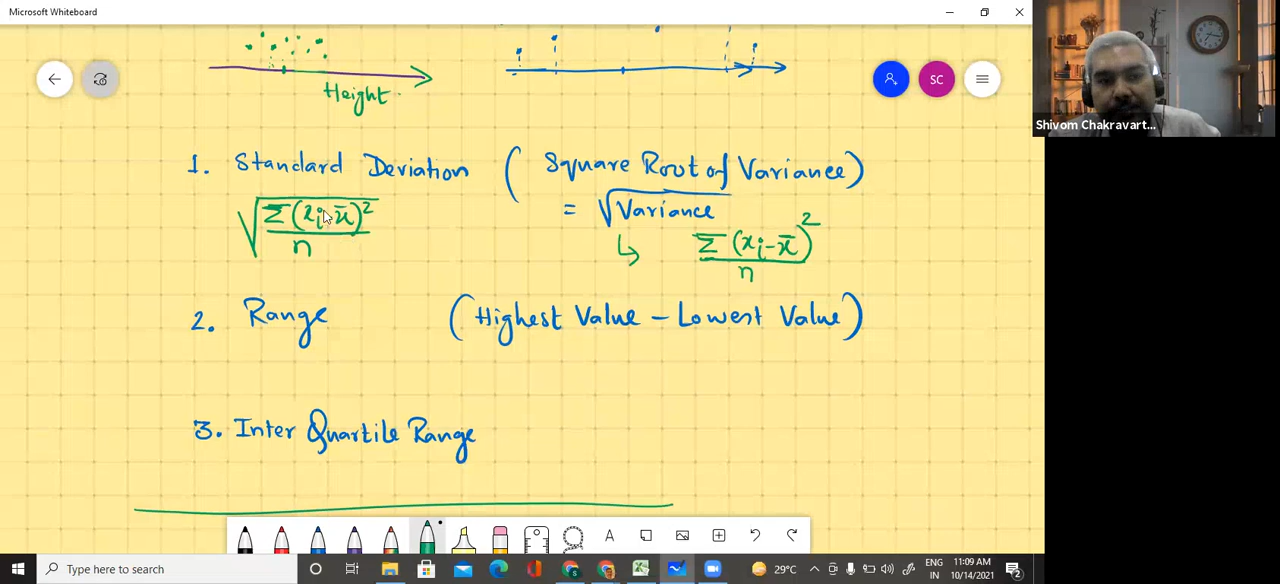 Microsoft Whiteboard
Height
SC
Shivom Chakravart...
1. Standard Deviation ( Square Root of Variance)
= √Variance
√Σ(xᵢ-x̄)²
n
↳ Σ(xᵢ-x̄)²
n
2. Range (Highest Value - Lowest Value)
3. Inter Quartile Range
A
Type here to search
29°C
ENG
IN
11:09 AM
10/14/2021
2